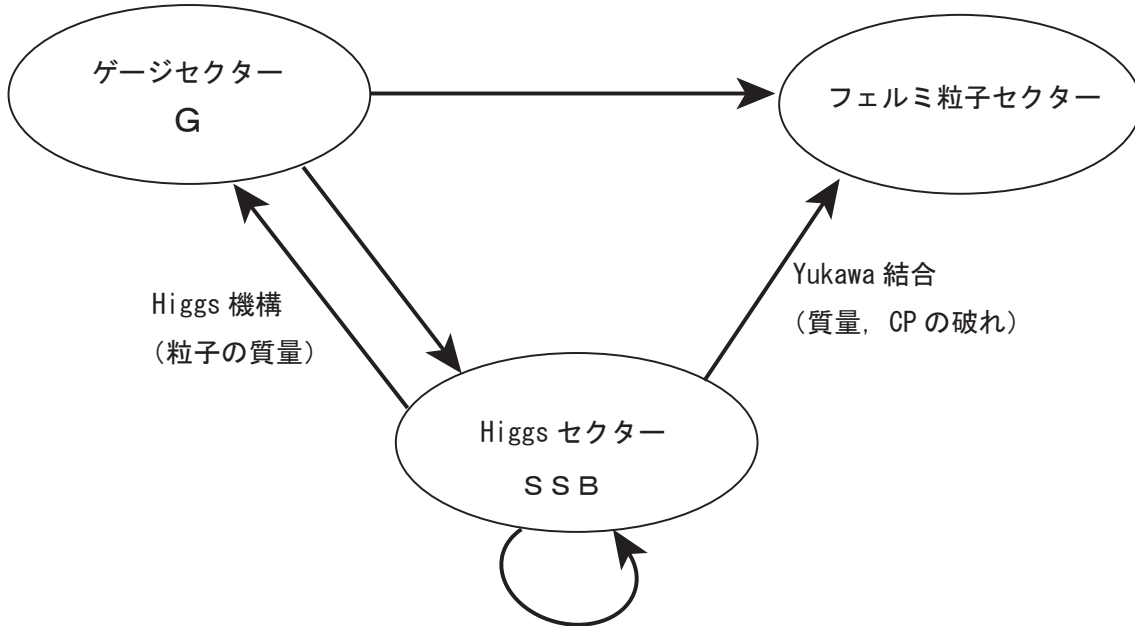 ゲージセクター
G
フェルミ粒子セクター
Higgs 機構
（粒子の質量）
Yukawa 結合
（質量，CP の破れ）
Higgs セクター
ＳＳＢ